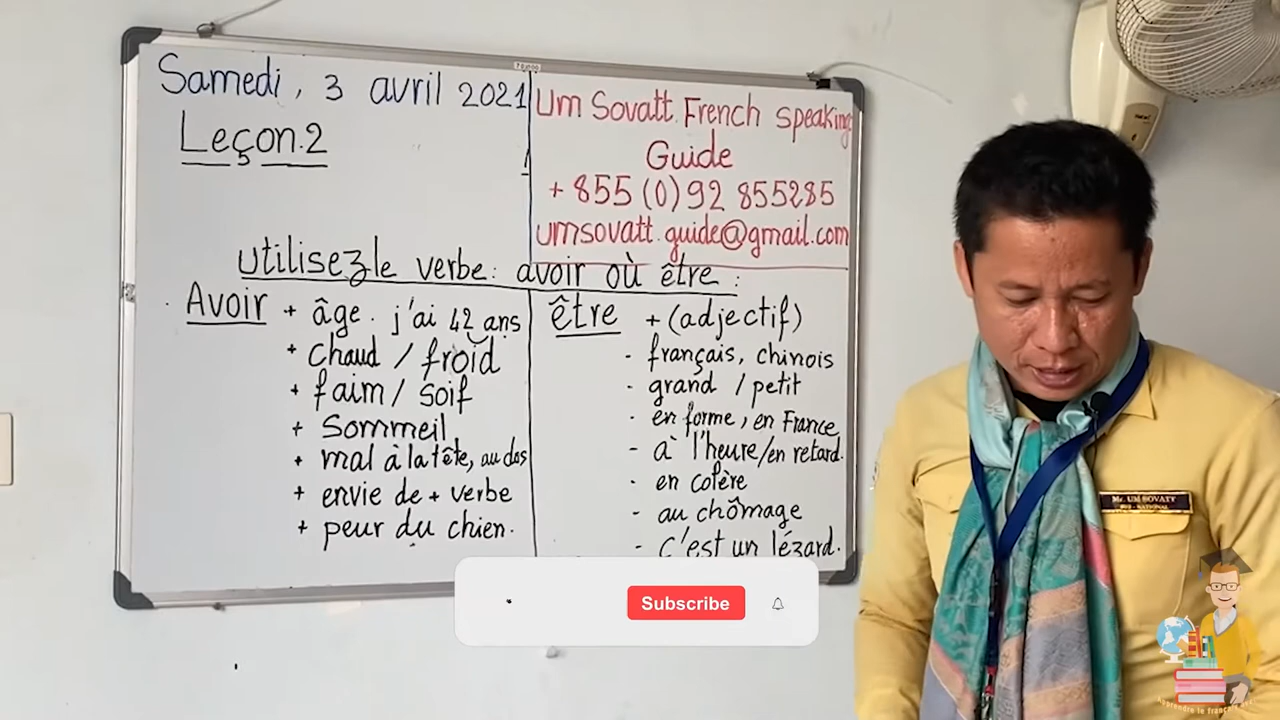 Samedi, 3 avril 2021
Leçon.2
Um Sovatt. French speaking
Guide
+ 855 (0) 92 855285
umsovatt.guide@gmail.com
utilisez le verbe: avoir où être :
Avoir + âge. j'ai 42 ans
+ chaud / froid
+ faim / soif
+ Sommeil
+ mal à la tête, au dos
+ envie de + verbe
+ peur du chien.
être + (adjectif)
- français, chinois
- grand / petit
- en forme, en France
- à l'heure/en retard.
- en colère
- au chômage
- c'est un lézard.
Mr. UM SOVATT
Subscribe
Apprendre le français